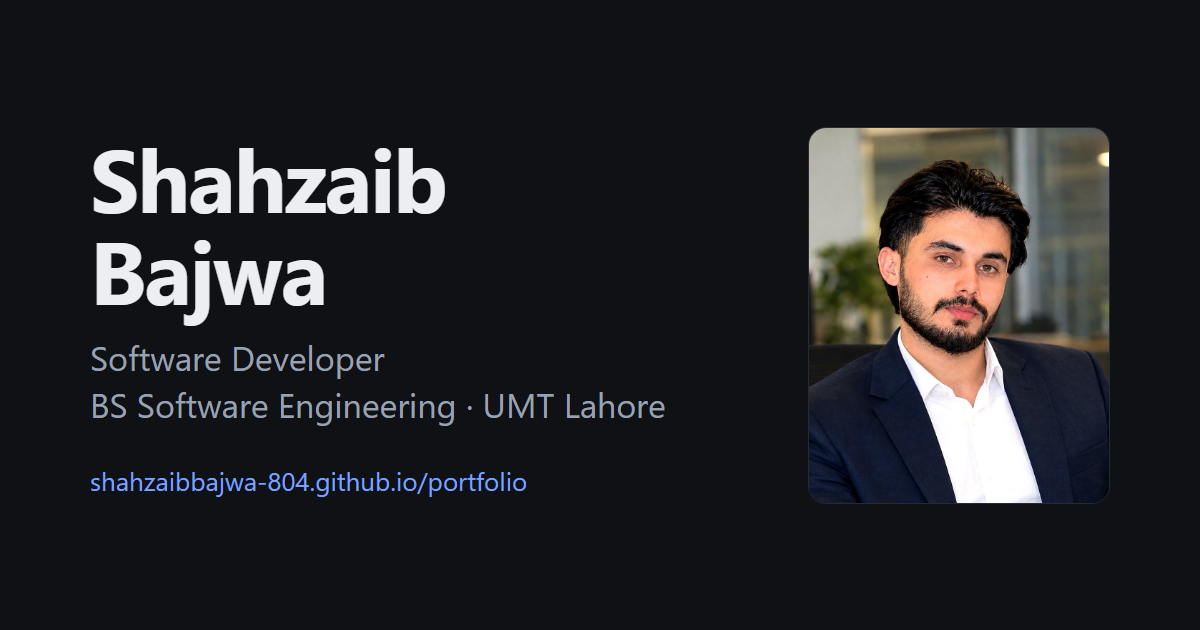 Shahzaib
Bajwa
Software Developer
BS Software Engineering · UMT Lahore
shahzaibbajwa-804.github.io/portfolio